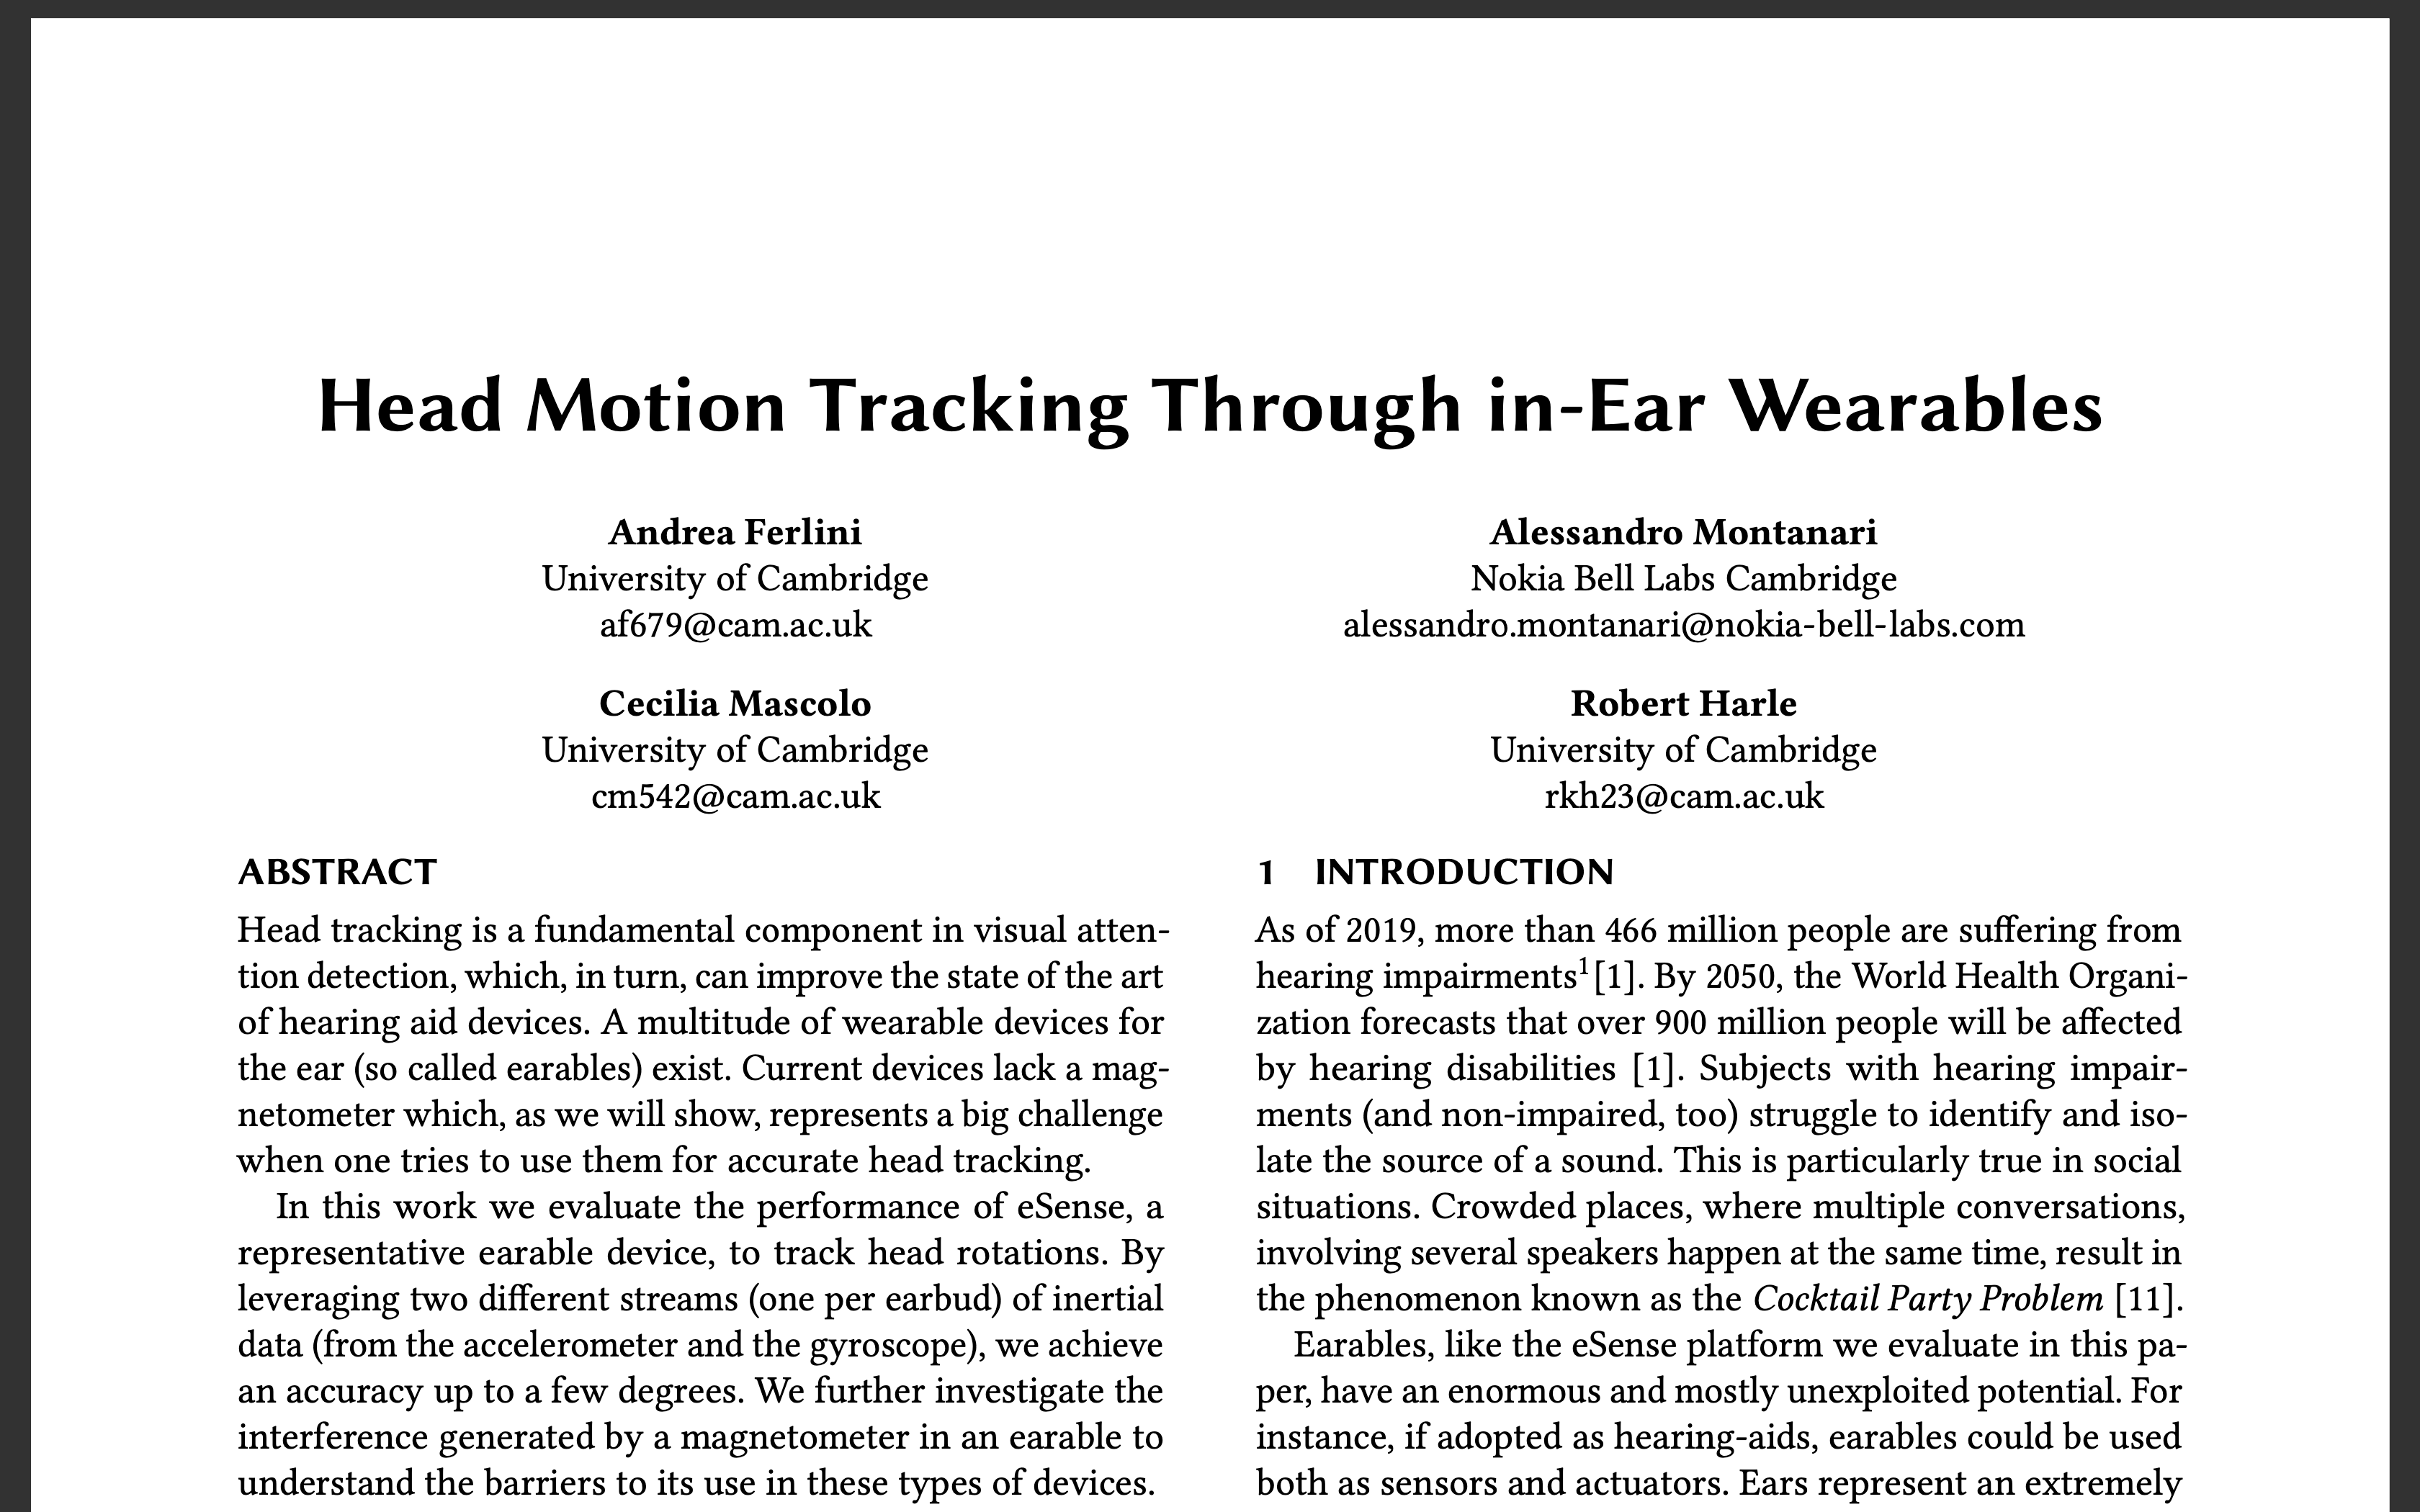 Head Motion Tracking Through in-Ear Wearables
Andrea Ferlini
University of Cambridge
af679@cam.ac.uk
Alessandro Montanari
Nokia Bell Labs Cambridge
alessandro.montanari@nokia-bell-labs.com
Cecilia Mascolo
University of Cambridge
cm542@cam.ac.uk
Robert Harle
University of Cambridge
rkh23@cam.ac.uk
ABSTRACT
Head tracking is a fundamental component in visual atten-
tion detection, which, in turn, can improve the state of the art
of hearing aid devices. A multitude of wearable devices for
the ear (so called earables) exist. Current devices lack a mag-
netometer which, as we will show, represents a big challenge
when one tries to use them for accurate head tracking.
In this work we evaluate the performance of eSense, a
representative earable device, to track head rotations. By
leveraging two different streams (one per earbud) of inertial
data (from the accelerometer and the gyroscope), we achieve
an accuracy up to a few degrees. We further investigate the
interference generated by a magnetometer in an earable to
understand the barriers to its use in these types of devices.
1 INTRODUCTION
As of 2019, more than 466 million people are suffering from
hearing impairments¹[1]. By 2050, the World Health Organi-
zation forecasts that over 900 million people will be affected
by hearing disabilities [1]. Subjects with hearing impair-
ments (and non-impaired, too) struggle to identify and iso-
late the source of a sound. This is particularly true in social
situations. Crowded places, where multiple conversations,
involving several speakers happen at the same time, result in
the phenomenon known as the Cocktail Party Problem [11].
Earables, like the eSense platform we evaluate in this pa-
per, have an enormous and mostly unexploited potential. For
instance, if adopted as hearing-aids, earables could be used
both as sensors and actuators. Ears represent an extremely